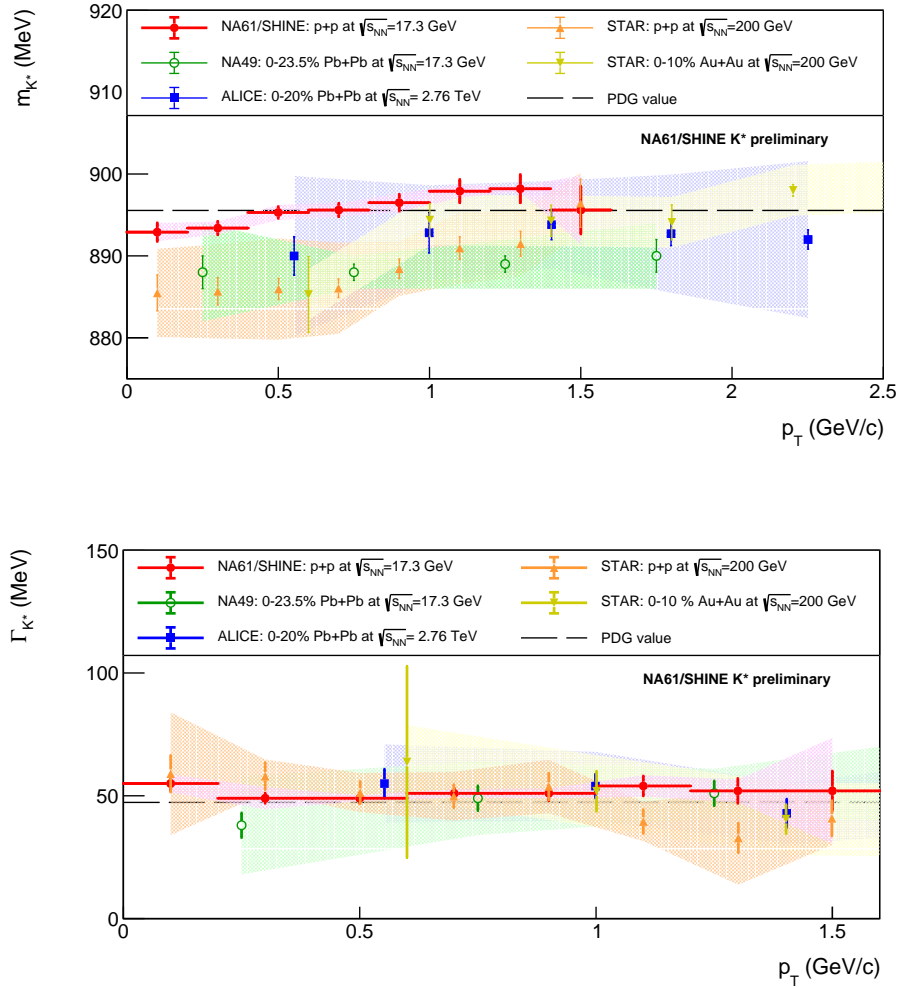 920
910
900
890
880
m_K* (MeV)
NA61/SHINE: p+p at √s_NN=17.3 GeV
STAR: p+p at √s_NN=200 GeV
NA49: 0-23.5% Pb+Pb at √s_NN=17.3 GeV
STAR: 0-10% Au+Au at √s_NN=200 GeV
ALICE: 0-20% Pb+Pb at √s_NN= 2.76 TeV
PDG value
NA61/SHINE K* preliminary
0 0.5 1 1.5 2 2.5
p_T (GeV/c)
150
100
50
0
Γ_K* (MeV)
NA61/SHINE: p+p at √s_NN=17.3 GeV
STAR: p+p at √s_NN=200 GeV
NA49: 0-23.5% Pb+Pb at √s_NN=17.3 GeV
STAR: 0-10 % Au+Au at √s_NN=200 GeV
ALICE: 0-20% Pb+Pb at √s_NN= 2.76 TeV
PDG value
NA61/SHINE K* preliminary
0 0.5 1 1.5
p_T (GeV/c)